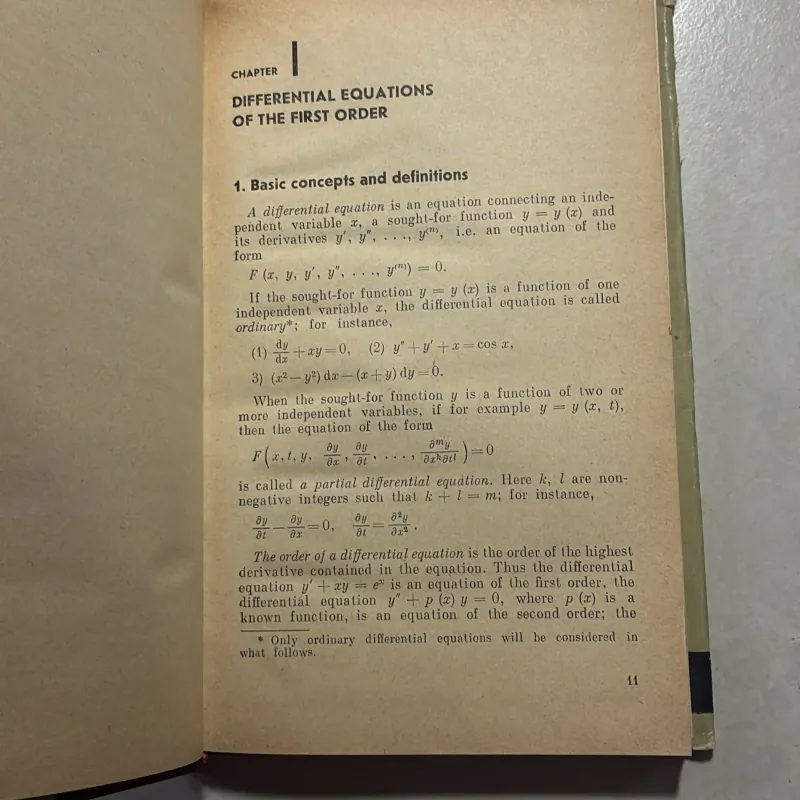 CHAPTER I
DIFFERENTIAL EQUATIONS
OF THE FIRST ORDER
1. Basic concepts and definitions
A differential equation is an equation connecting an inde-
pendent variable x, a sought-for function y = y (x) and
its derivatives y′, y″, . . ., y⁽ⁿ⁾, i.e. an equation of the
form
F (x, y, y′, y″, . . ., y⁽ⁿ⁾) = 0.
If the sought-for function y = y (x) is a function of one
independent variable x, the differential equation is called
ordinary*; for instance,
(1) dy/dx + xy = 0, (2) y″ + y′ + x = cos x,
3) (x² − y²) dx − (x + y) dy = 0.
When the sought-for function y is a function of two or
more independent variables, if for example y = y (x, t),
then the equation of the form
F (x, t, y, ∂y/∂x, ∂y/∂t, . . ., ∂ᵐy/∂xᵏ∂tˡ) = 0
is called a partial differential equation. Here k, l are non-
negative integers such that k + l = m; for instance,
∂y/∂t − ∂y/∂x = 0, ∂y/∂t = ∂²y/∂x².
The order of a differential equation is the order of the highest
derivative contained in the equation. Thus the differential
equation y′ + xy = eˣ is an equation of the first order, the
differential equation y″ + p (x) y = 0, where p (x) is a
known function, is an equation of the second order; the
* Only ordinary differential equations will be considered in
what follows.
11